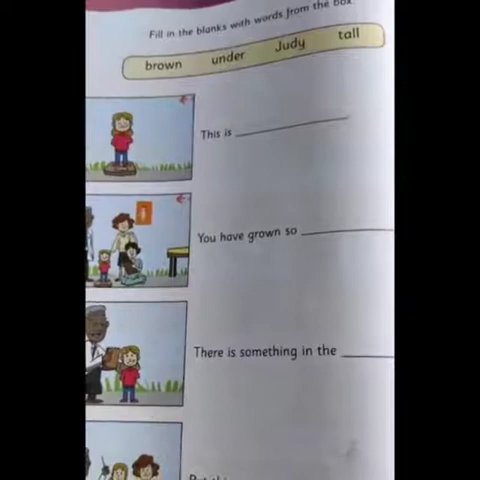 Fill in the blanks with words from the box.
brown under Judy tall
This is
You have grown so
There is something in the